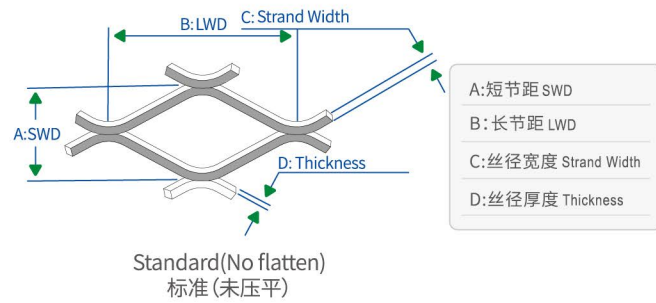 B:LWD
C: Strand Width
A:SWD
D: Thickness
Standard(No flatten)
标准(未压平)
A:短节距 SWD
B:长节距 LWD
C:丝径宽度 Strand Width
D:丝径厚度 Thickness